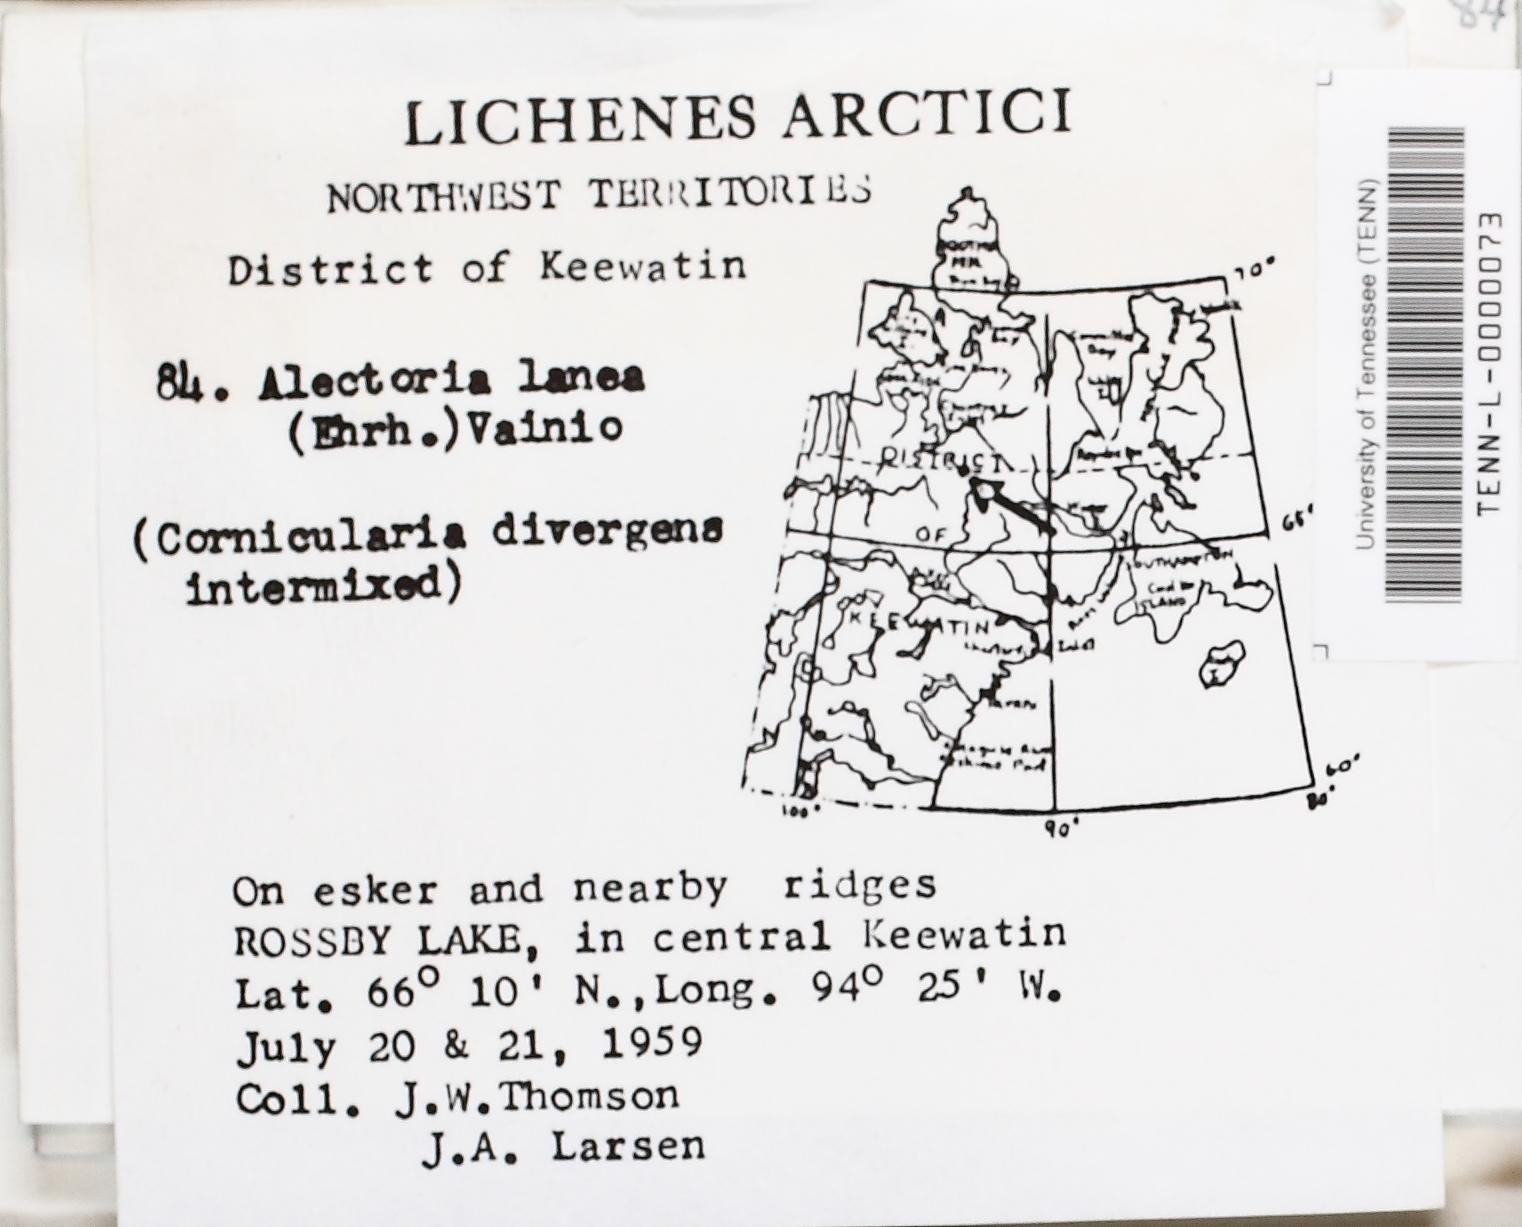 84
LICHENES ARCTICI
NORTHWEST TERRITORIES
District of Keewatin
84. Alectoria lanea
(Ehrh.)Vainio
(Cornicularia divergens
intermixed)
70°
DISTRICT
OF
65°
KEEWATIN
SOUTHAMPTON
ISLAND
Inlet
60°
80°
100°
90°
On esker and nearby ridges
ROSSBY LAKE, in central Keewatin
Lat. 66° 10' N.,Long. 94° 25' W.
July 20 & 21, 1959
Coll. J.W.Thomson
J.A. Larsen
University of Tennessee (TENN)
TENN-L-0000073